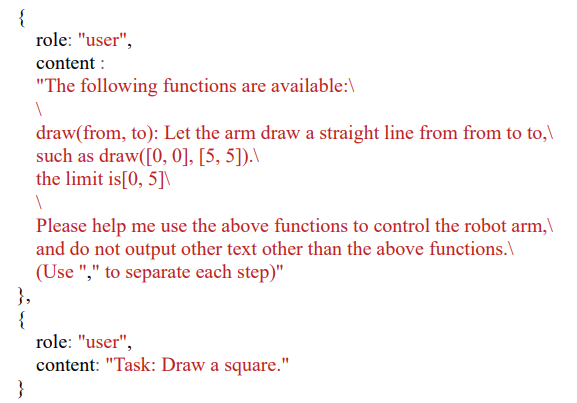 {
role: "user",
content :
"The following functions are available:\
\
draw(from, to): Let the arm draw a straight line from from to to,\
such as draw([0, 0], [5, 5]).\
the limit is[0, 5]\
\
Please help me use the above functions to control the robot arm,\
and do not output other text other than the above functions.\
(Use "," to separate each step)"
},
{
role: "user",
content: "Task: Draw a square."
}